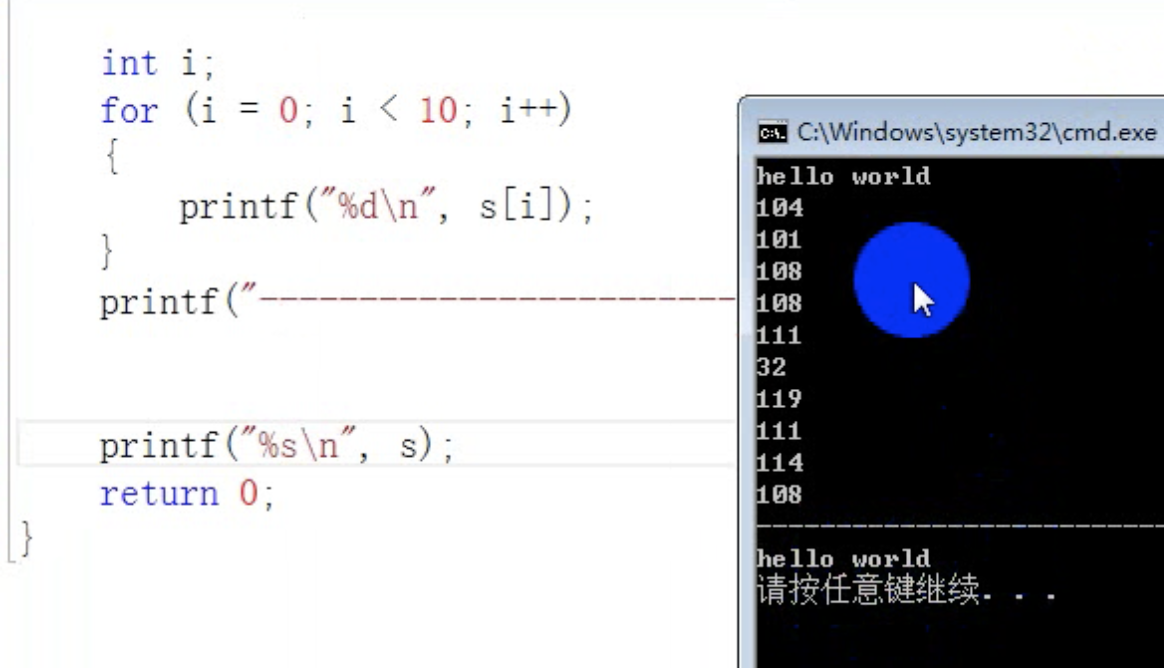 int i;
for (i = 0; i < 10; i++)
{
printf("%d\n", s[i]);
}
printf("------------------------
printf("%s\n", s);
return 0;
}
C:\Windows\system32\cmd.exe
hello world
104
101
108
108
111
32
119
111
114
108
--------------------------
hello world
请按任意键继续. . .